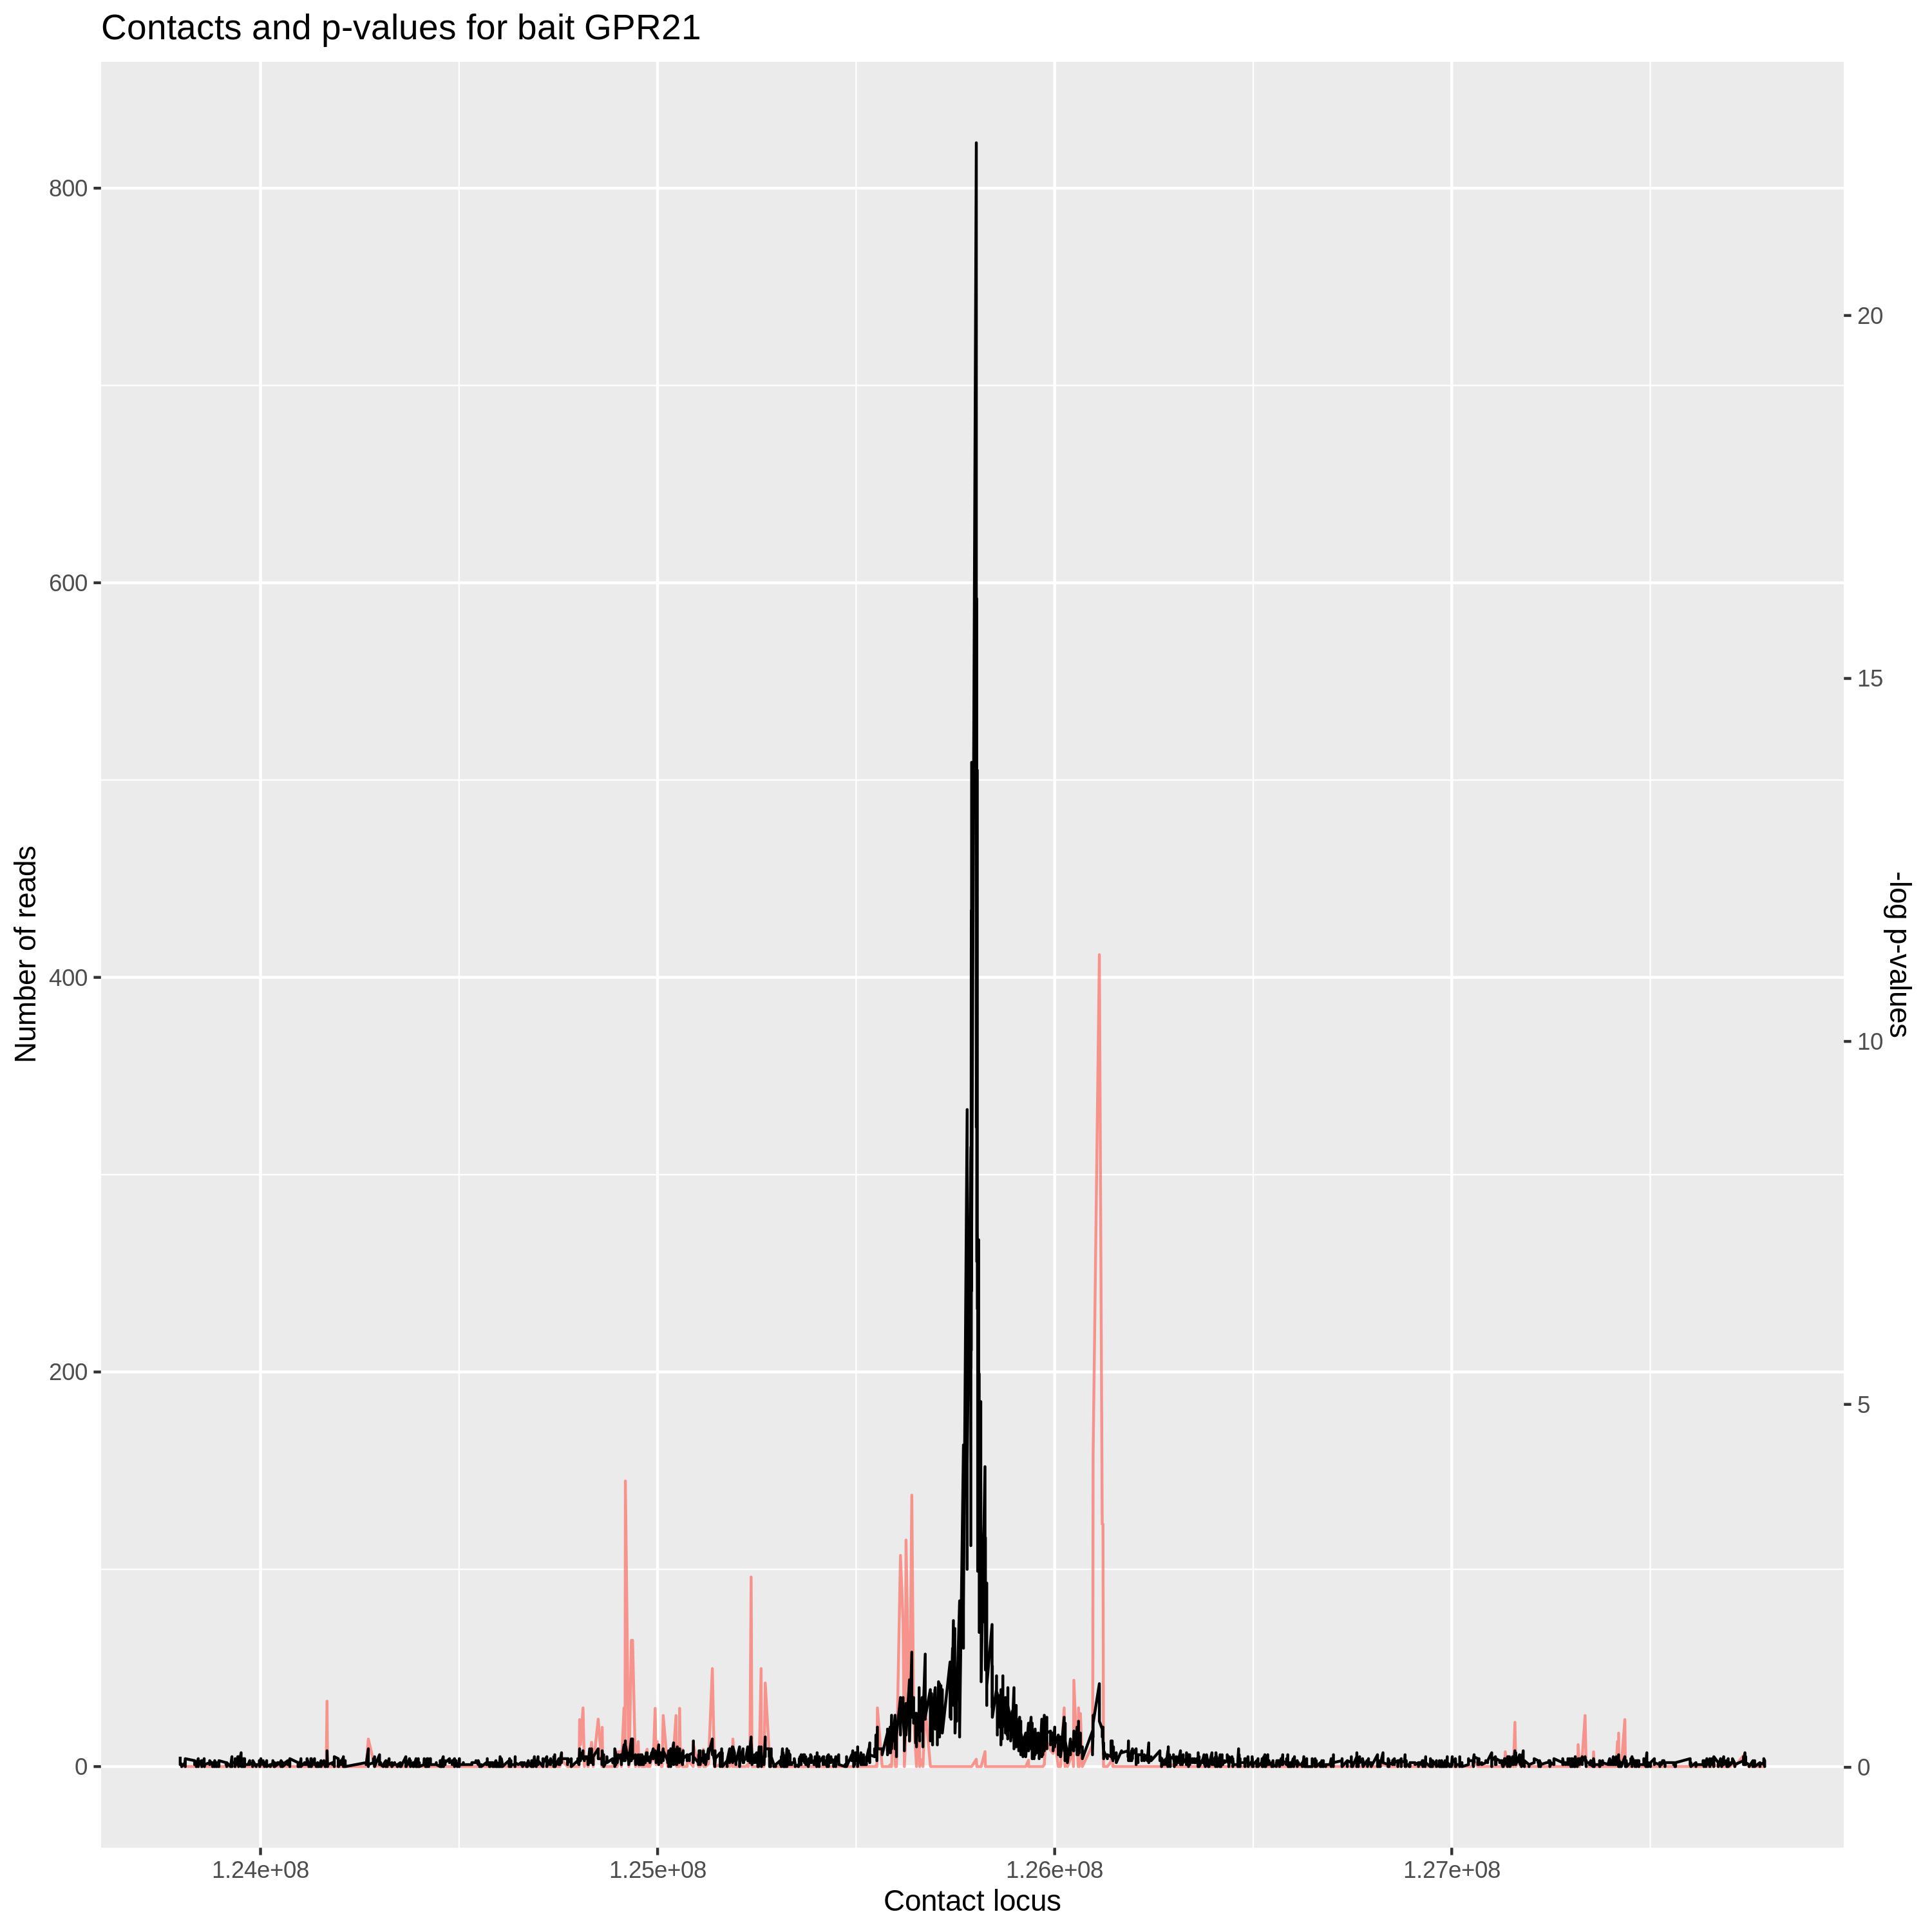 Contacts and p-values for bait GPR21
800
600
400
200
0
Number of reads
20
15
10
5
0
-log p-values
1.24e+08
1.25e+08
1.26e+08
1.27e+08
Contact locus